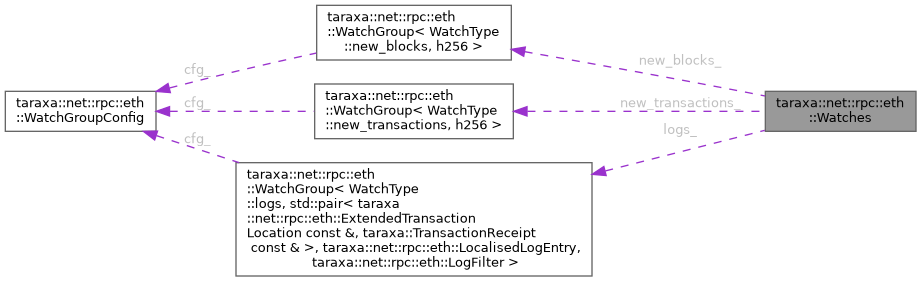 taraxa::net::rpc::eth
::WatchGroup< WatchType
::new_blocks, h256 >
cfg_
new_blocks_
taraxa::net::rpc::eth
::WatchGroupConfig
cfg_
taraxa::net::rpc::eth
::WatchGroup< WatchType
::new_transactions, h256 >
new_transactions_
taraxa::net::rpc::eth
::Watches
cfg_
logs_
taraxa::net::rpc::eth
::WatchGroup< WatchType
::logs, std::pair< taraxa
::net::rpc::eth::ExtendedTransaction
Location const &, taraxa::TransactionReceipt
const & >, taraxa::net::rpc::eth::LocalisedLogEntry,
taraxa::net::rpc::eth::LogFilter >